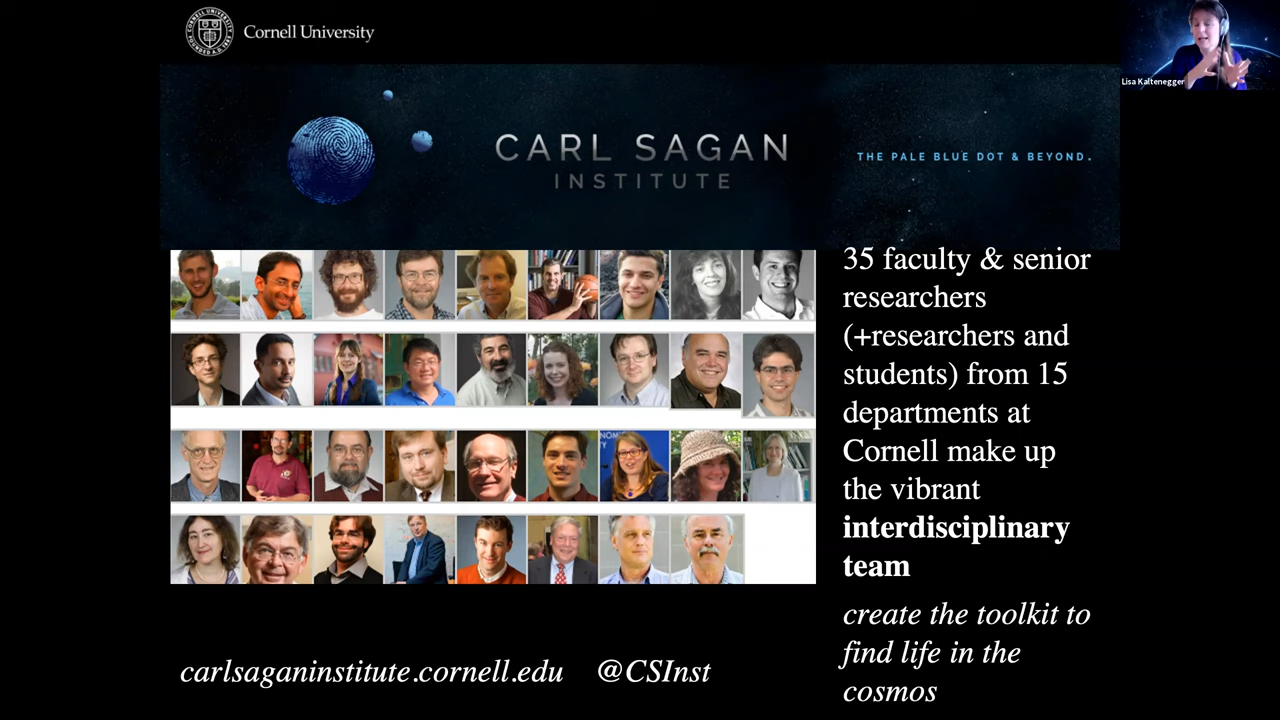 Cornell University
Lisa Kaltenegger
CARL SAGAN
INSTITUTE
THE PALE BLUE DOT & BEYOND.
35 faculty & senior
researchers
(+researchers and
students) from 15
departments at
Cornell make up
the vibrant
interdisciplinary
team
create the toolkit to
find life in the
cosmos
carlsaganinstitute.cornell.edu @CSInst